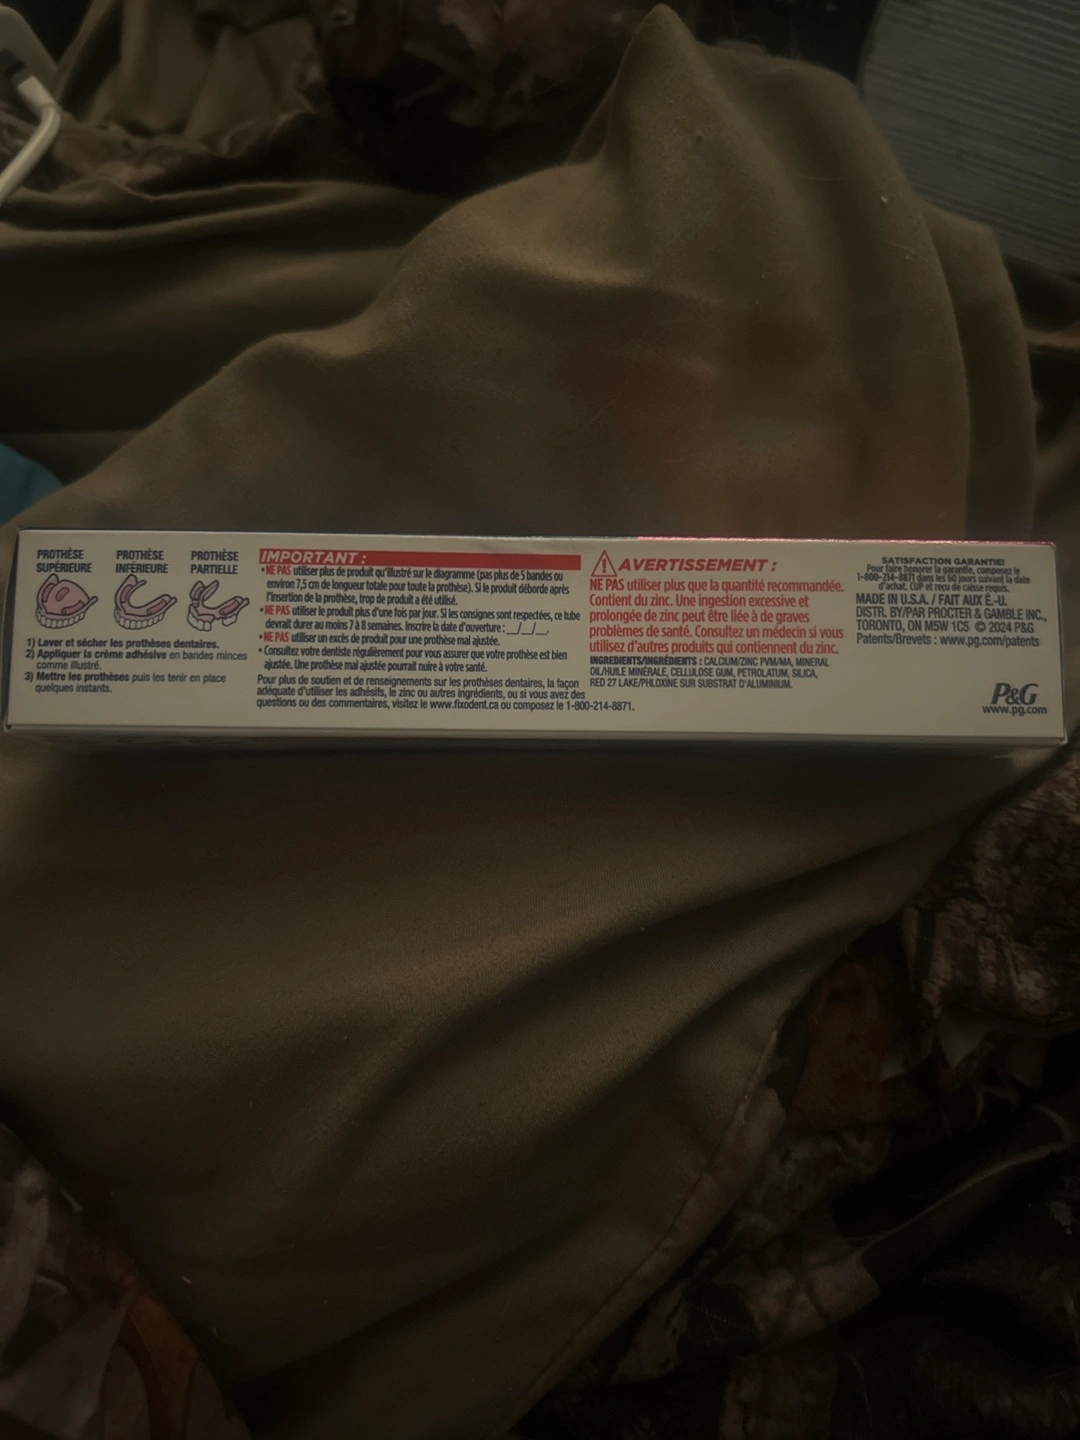 PROTHÈSE
SUPÉRIEURE
PROTHÈSE
INFÉRIEURE
PROTHÈSE
PARTIELLE
1) Laver et sécher les prothèses dentaires.
2) Appliquer la crème adhésive en bandes minces
comme illustré.
3) Mettre les prothèses puis les tenir en place
quelques instants.
IMPORTANT :
• NE PAS utiliser plus de produit qu'illustré sur le diagramme (pas plus de 5 bandes ou
environ 7,5 cm de longueur totale pour toute la prothèse). Si le produit déborde après
l'insertion de la prothèse, trop de produit a été utilisé.
• NE PAS utiliser le produit plus d'une fois par jour. Si les consignes sont respectées, ce tube
devrait durer au moins 7 à 8 semaines. Inscrire la date d'ouverture : __/__/__.
• NE PAS utiliser un excès de produit pour une prothèse mal ajustée.
• Consultez votre dentiste régulièrement pour vous assurer que votre prothèse est bien
ajustée. Une prothèse mal ajustée pourrait nuire à votre santé.
Pour plus de soutien et de renseignements sur les prothèses dentaires, la façon
adéquate d'utiliser les adhésifs, le zinc ou autres ingrédients, ou si vous avez des
questions ou des commentaires, visitez le www.fixodent.ca ou composez le 1-800-214-8871.
AVERTISSEMENT :
NE PAS utiliser plus que la quantité recommandée.
Contient du zinc. Une ingestion excessive et
prolongée de zinc peut être liée à de graves
problèmes de santé. Consultez un médecin si vous
utilisez d'autres produits qui contiennent du zinc.
INGREDIENTS/INGRÉDIENTS : CALCIUM/ZINC PVM/MA, MINERAL
OIL/HUILE MINÉRALE, CELLULOSE GUM, PETROLATUM, SILICA,
RED 27 LAKE/PHLOXINE SUR SUBSTRAT D'ALUMINIUM.
SATISFACTION GARANTIE!
Pour faire honorer la garantie, composez le
1-800-214-8871 dans les 60 jours suivant la date
d'achat. CUP et reçu de caisse requis.
MADE IN U.S.A. / FAIT AUX É.-U.
DISTR. BY/PAR PROCTER & GAMBLE INC.,
TORONTO, ON M5W 1C5 © 2024 P&G
Patents/Brevets : www.pg.com/patents
P&G
www.pg.com